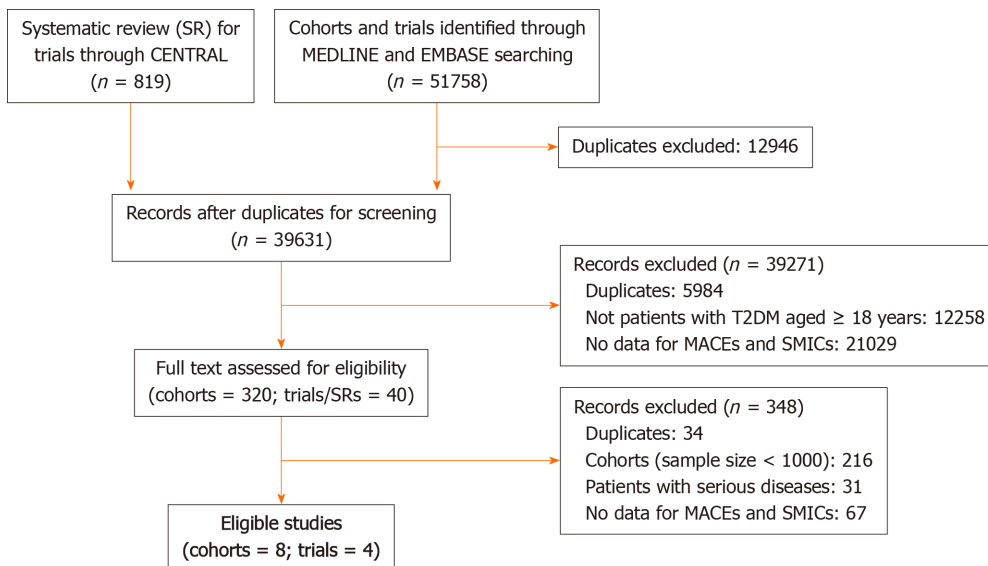 Systematic review (SR) for
trials through CENTRAL
(n = 819)
Cohorts and trials identified through
MEDLINE and EMBASE searching
(n = 51758)
Duplicates excluded: 12946
Records after duplicates for screening
(n = 39631)
Records excluded (n = 39271)
Duplicates: 5984
Not patients with T2DM aged ≥ 18 years: 12258
No data for MACEs and SMICs: 21029
Full text assessed for eligibility
(cohorts = 320; trials/SRs = 40)
Records excluded (n = 348)
Duplicates: 34
Cohorts (sample size < 1000): 216
Patients with serious diseases: 31
No data for MACEs and SMICs: 67
Eligible studies
(cohorts = 8; trials = 4)